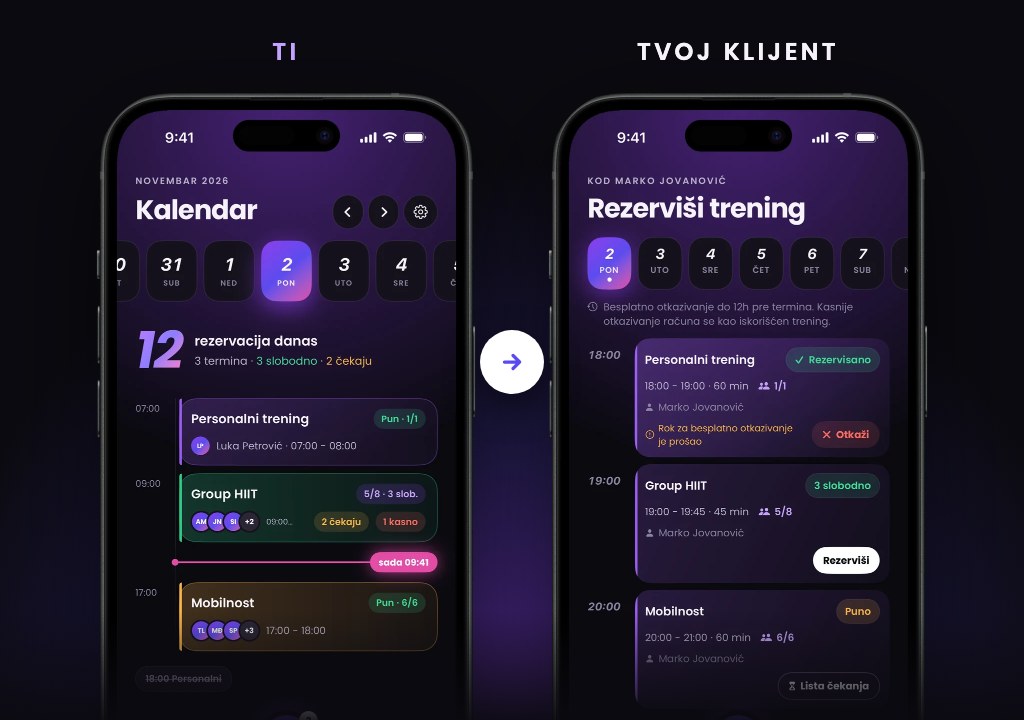 TI
9:41
NOVEMBAR 2026
Kalendar
31 SUB
1 NED
2 PON
3 UTO
4 SRE
12 rezervacija danas
3 termina · 3 slobodno · 2 čekaju
07:00
Personalni trening
Pun · 1/1
LP Luka Petrović · 07:00 – 08:00
09:00
Group HIIT
5/8 · 3 slob.
AM JN SI +2 09:00...
2 čekaju
1 kasno
sada 09:41
17:00
Mobilnost
Pun · 6/6
TL MB SP +3 17:00 – 18:00
18:00 Personalni
TVOJ KLIJENT
9:41
KOD MARKO JOVANOVIĆ
Rezerviši trening
2 PON
3 UTO
4 SRE
5 ČET
6 PET
7 SUB
Besplatno otkazivanje do 12h pre termina. Kasnije
otkazivanje računa se kao iskorišćen trening.
18:00
Personalni trening
Rezervisano
18:00 – 19:00 · 60 min 1/1
Marko Jovanović
Rok za besplatno otkazivanje
je prošao
Otkaži
19:00
Group HIIT
3 slobodno
19:00 – 19:45 · 45 min 5/8
Marko Jovanović
Rezerviši
20:00
Mobilnost
Puno
20:00 – 21:00 · 60 min 6/6
Marko Jovanović
Lista čekanja